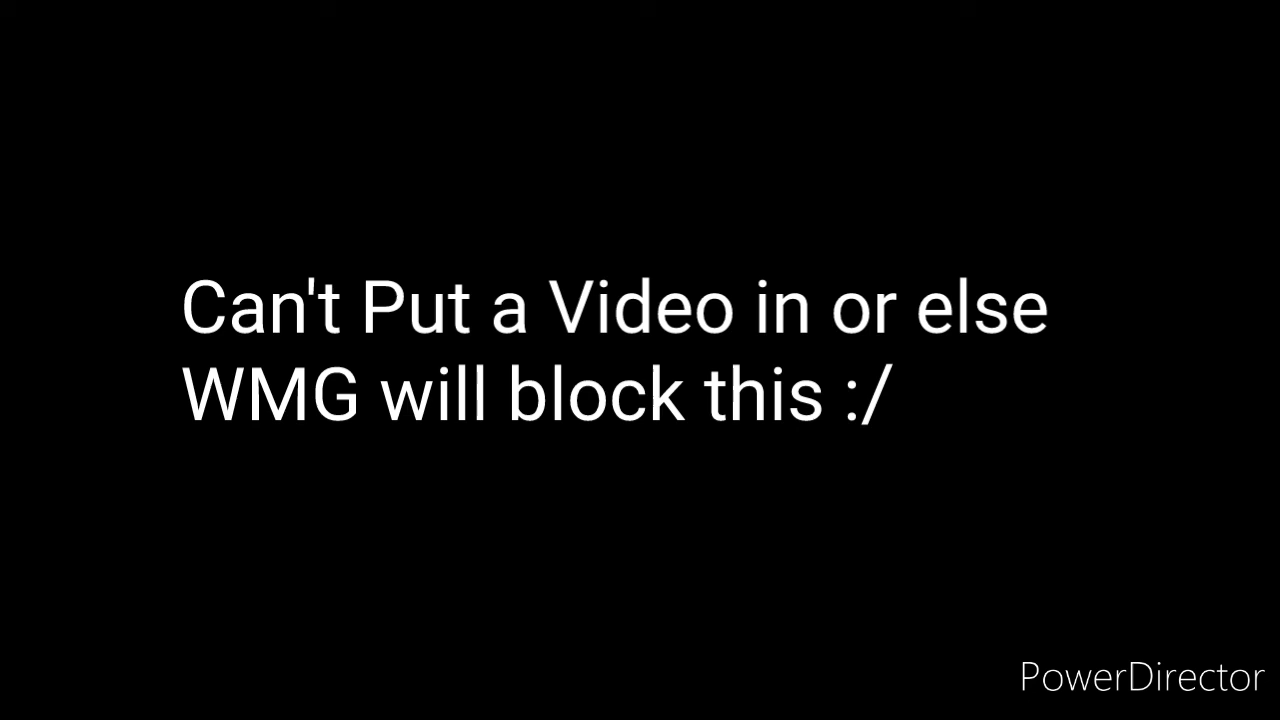 Can't Put a Video in or else
WMG will block this :/
PowerDirector